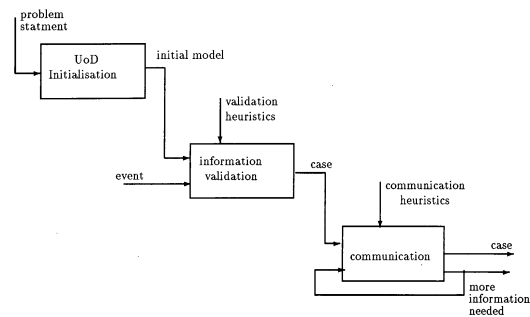 problem
statment
UoD
Initialisation
initial model
validation
heuristics
information
validation
event
case
communication
heuristics
communication
case
more
information
needed